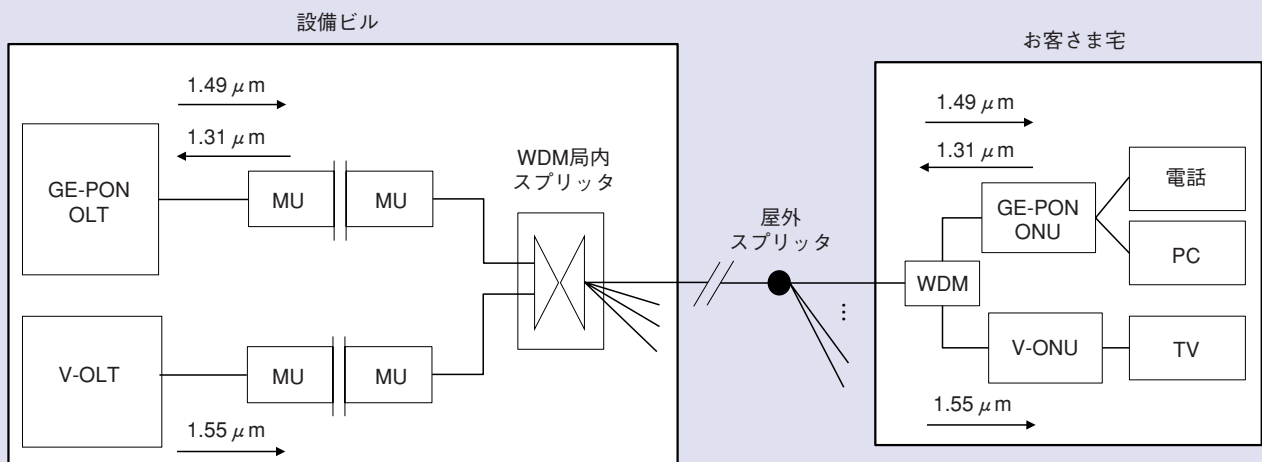 設備ビル
1.49 μm
1.31 μm
GE-PON
OLT
MU
MU
WDM局内
スプリッタ
V-OLT
MU
MU
1.55 μm
屋外
スプリッタ
…
お客さま宅
1.49 μm
1.31 μm
GE-PON
ONU
電話
PC
WDM
V-ONU
TV
1.55 μm